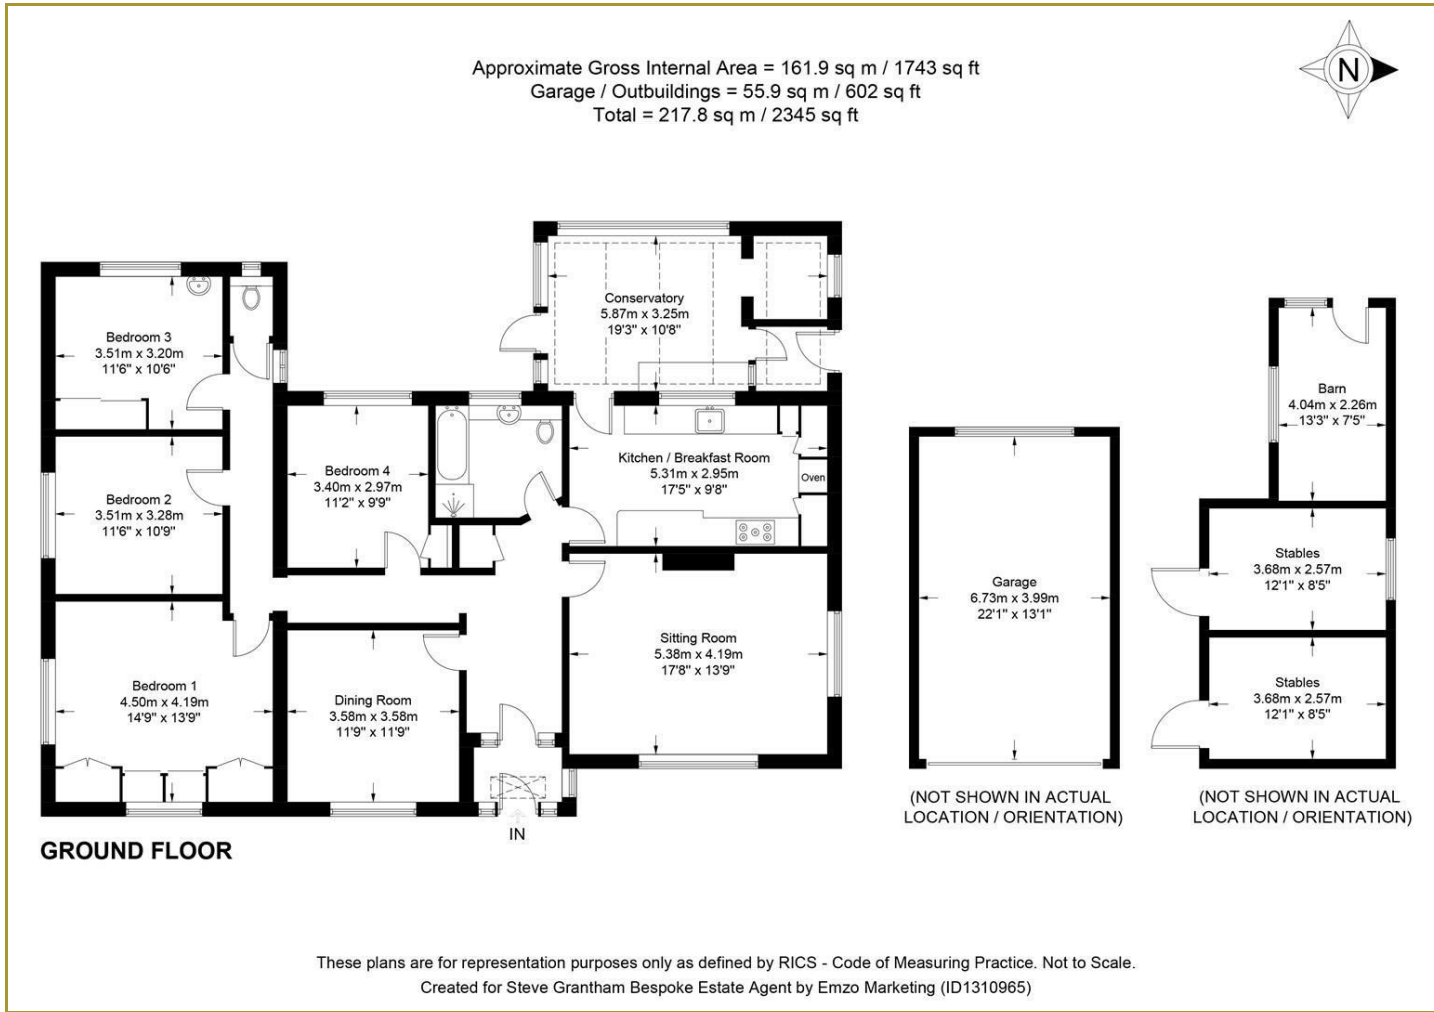 Approximate Gross Internal Area = 161.9 sq m / 1743 sq ft
Garage / Outbuildings = 55.9 sq m / 602 sq ft
Total = 217.8 sq m / 2345 sq ft
N
Conservatory
5.87m x 3.25m
19'3" x 10'8"
Bedroom 3
3.51m x 3.20m
11'6" x 10'6"
Barn
4.04m x 2.26m
13'3" x 7'5"
Kitchen / Breakfast Room
5.31m x 2.95m
17'5" x 9'8"
Oven
Bedroom 4
3.40m x 2.97m
11'2" x 9'9"
Bedroom 2
3.51m x 3.28m
11'6" x 10'9"
Garage
6.73m x 3.99m
22'1" x 13'1"
Stables
3.68m x 2.57m
12'1" x 8'5"
Sitting Room
5.38m x 4.19m
17'8" x 13'9"
Bedroom 1
4.50m x 4.19m
14'9" x 13'9"
Dining Room
3.58m x 3.58m
11'9" x 11'9"
Stables
3.68m x 2.57m
12'1" x 8'5"
(NOT SHOWN IN ACTUAL
LOCATION / ORIENTATION)
(NOT SHOWN IN ACTUAL
LOCATION / ORIENTATION)
IN
GROUND FLOOR
These plans are for representation purposes only as defined by RICS - Code of Measuring Practice. Not to Scale.
Created for Steve Grantham Bespoke Estate Agent by Emzo Marketing (ID1310965)